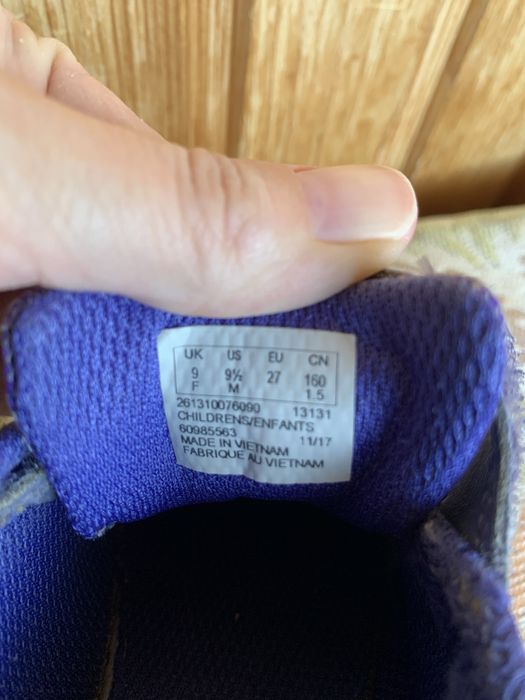 UK US EU CN
9 9½ 27 160
F M 1.5
261310076090 13131
CHILDRENS/ENFANTS
60985563 11/17
MADE IN VIETNAM
FABRIQUE AU VIETNAM